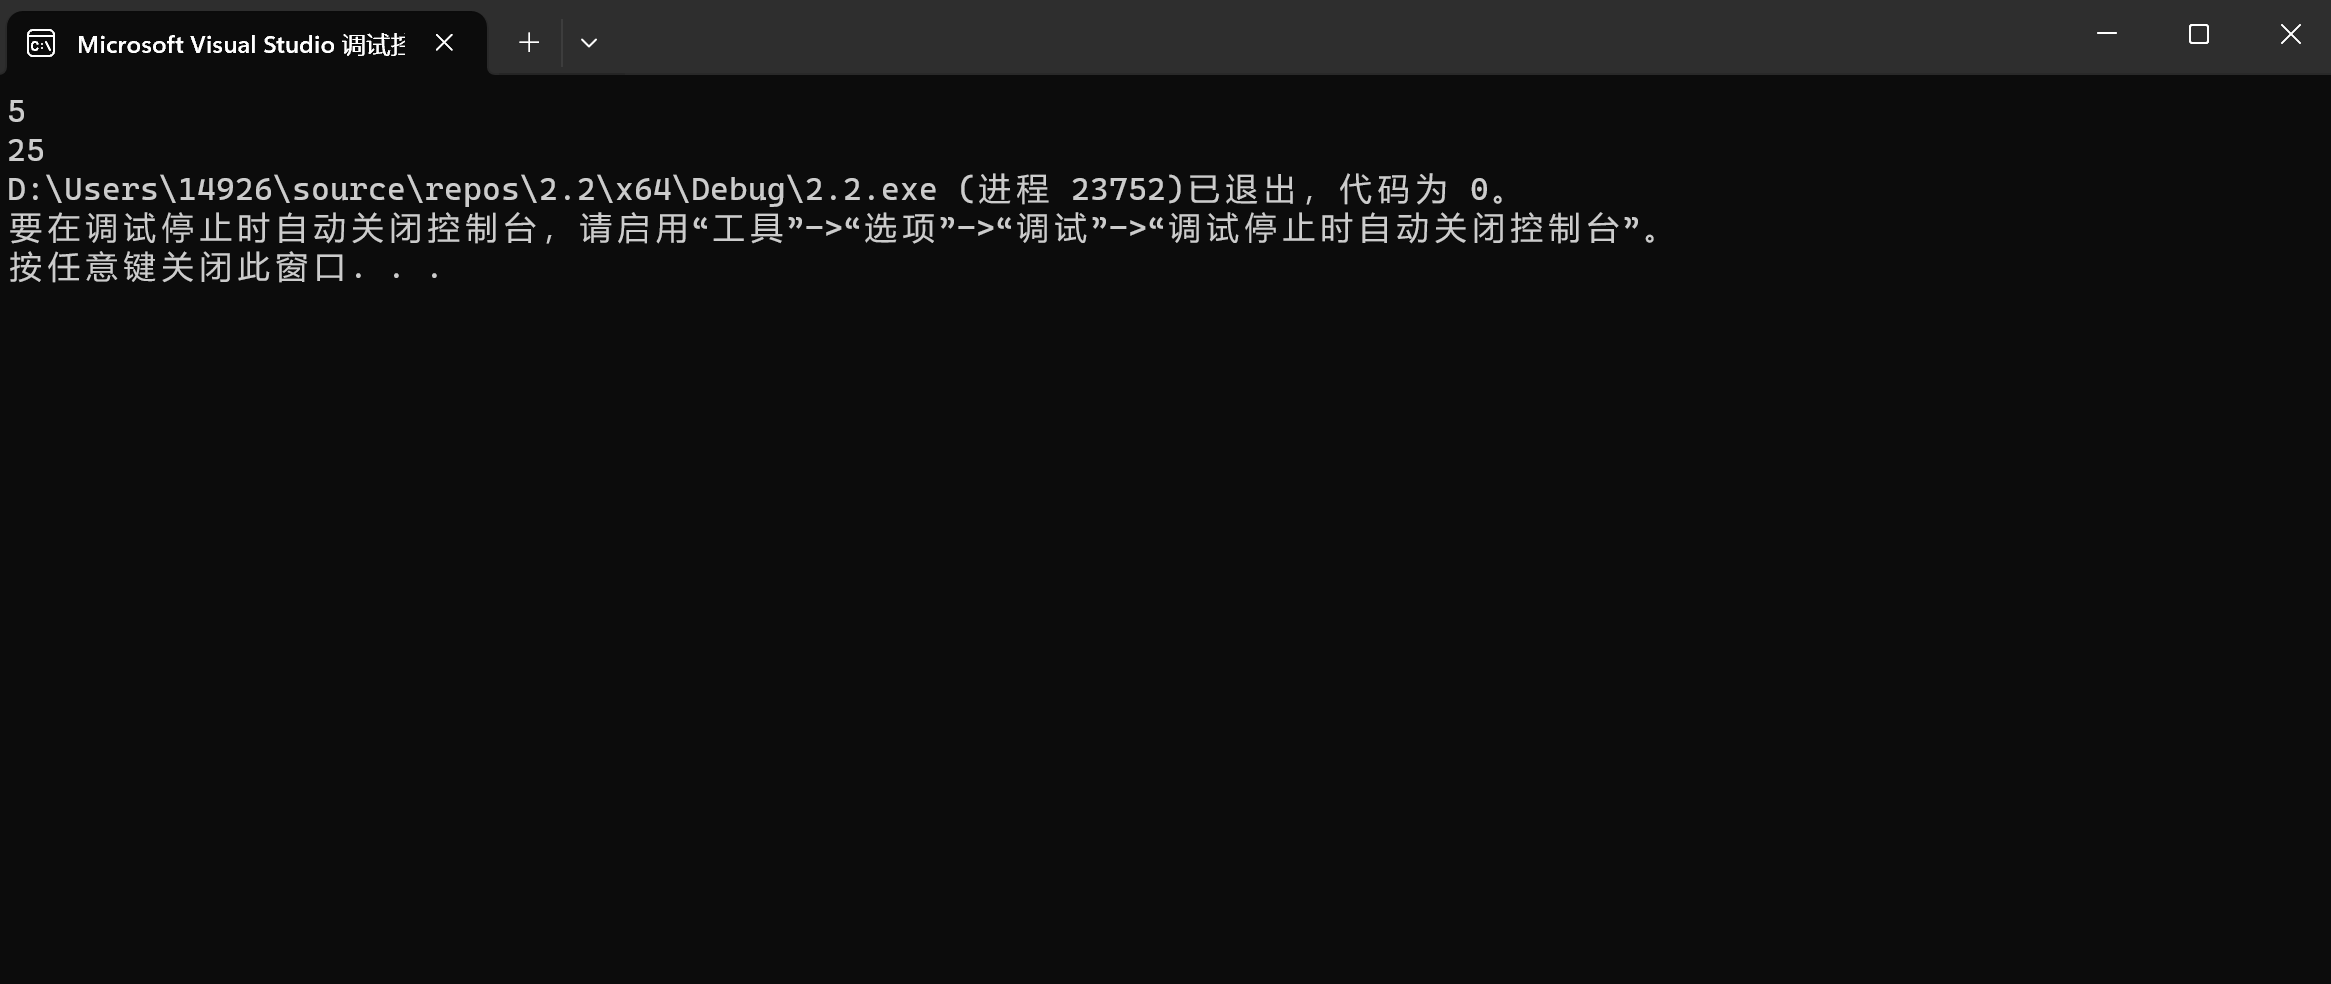 Microsoft Visual Studio 调试
5
25
D:\Users\14926\source\repos\2.2\x64\Debug\2.2.exe (进程 23752)已退出，代码为 0。
要在调试停止时自动关闭控制台，请启用“工具”->“选项”->“调试”->“调试停止时自动关闭控制台”。
按任意键关闭此窗口. . .